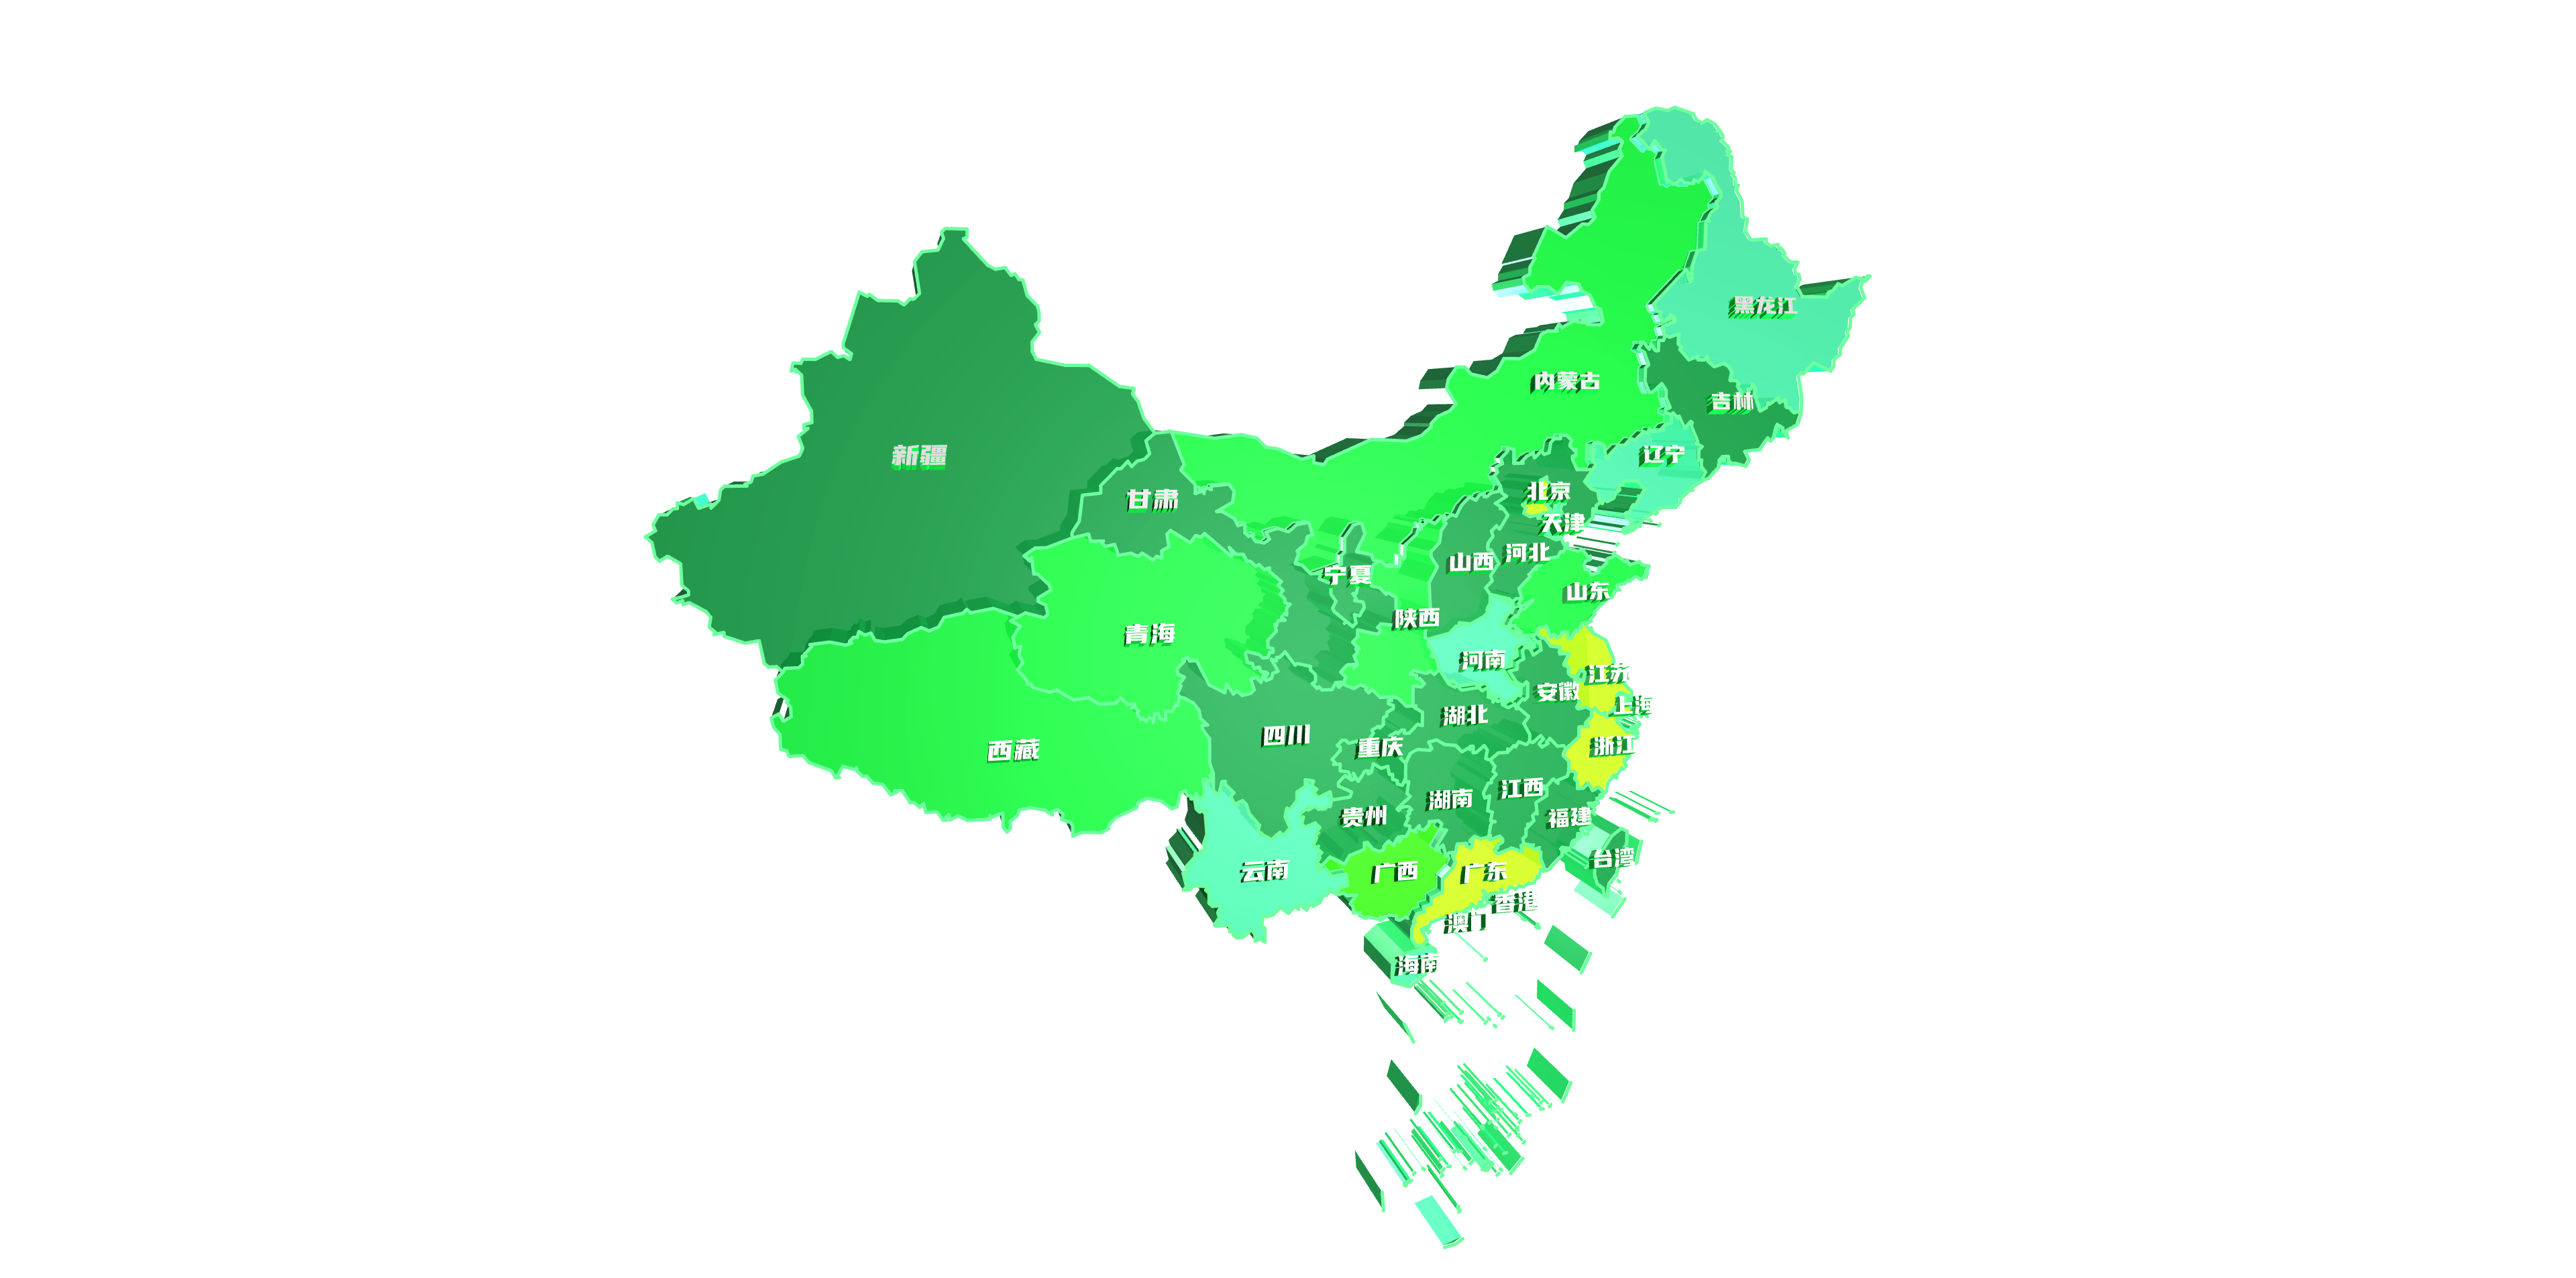 黑龙江
内蒙古
吉林
新疆
辽宁
北京
甘肃
天津
河北
山西
宁夏
山东
陕西
青海
河南
江苏
安徽
上海
湖北
四川
浙江
重庆
西藏
江西
湖南
贵州
福建
台湾
云南
广西
广东
香港
澳门
海南